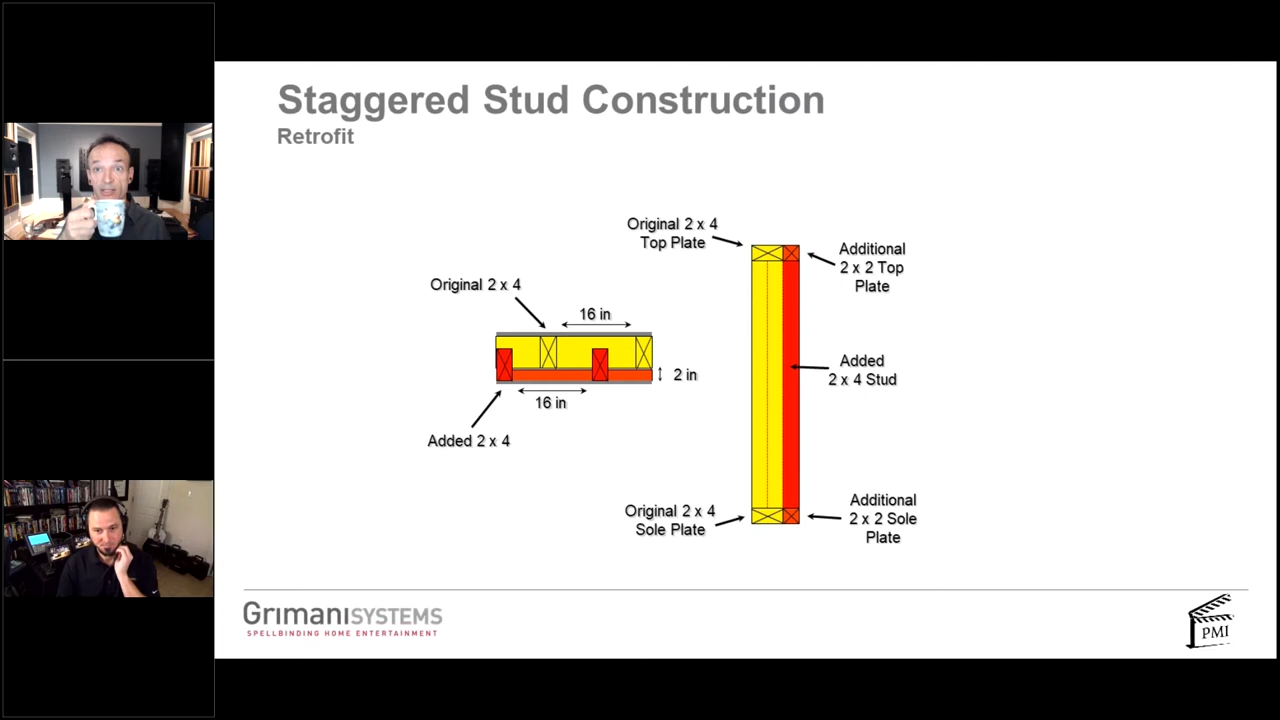 Staggered Stud Construction
Retrofit
Original 2 x 4
Top Plate
Additional
2 x 2 Top
Plate
Original 2 x 4
16 in
2 in
16 in
Added 2 x 4
Added
2 x 4 Stud
Original 2 x 4
Sole Plate
Additional
2 x 2 Sole
Plate
GrimaniSYSTEMS
SPELLBINDING HOME ENTERTAINMENT
PMI